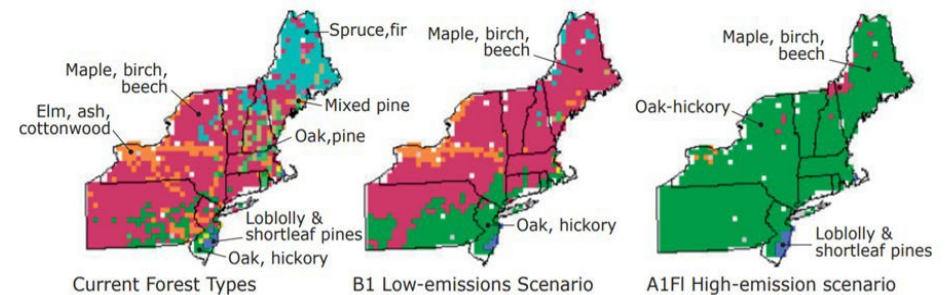 Spruce,fir
Maple, birch,
beech
Elm, ash,
cottonwood
Mixed pine
Oak,pine
Loblolly &
shortleaf pines
Oak, hickory
Current Forest Types
Maple, birch,
beech
Oak, hickory
B1 Low-emissions Scenario
Maple, birch,
beech
Oak-hickory
Loblolly &
shortleaf pines
A1Fl High-emission scenario